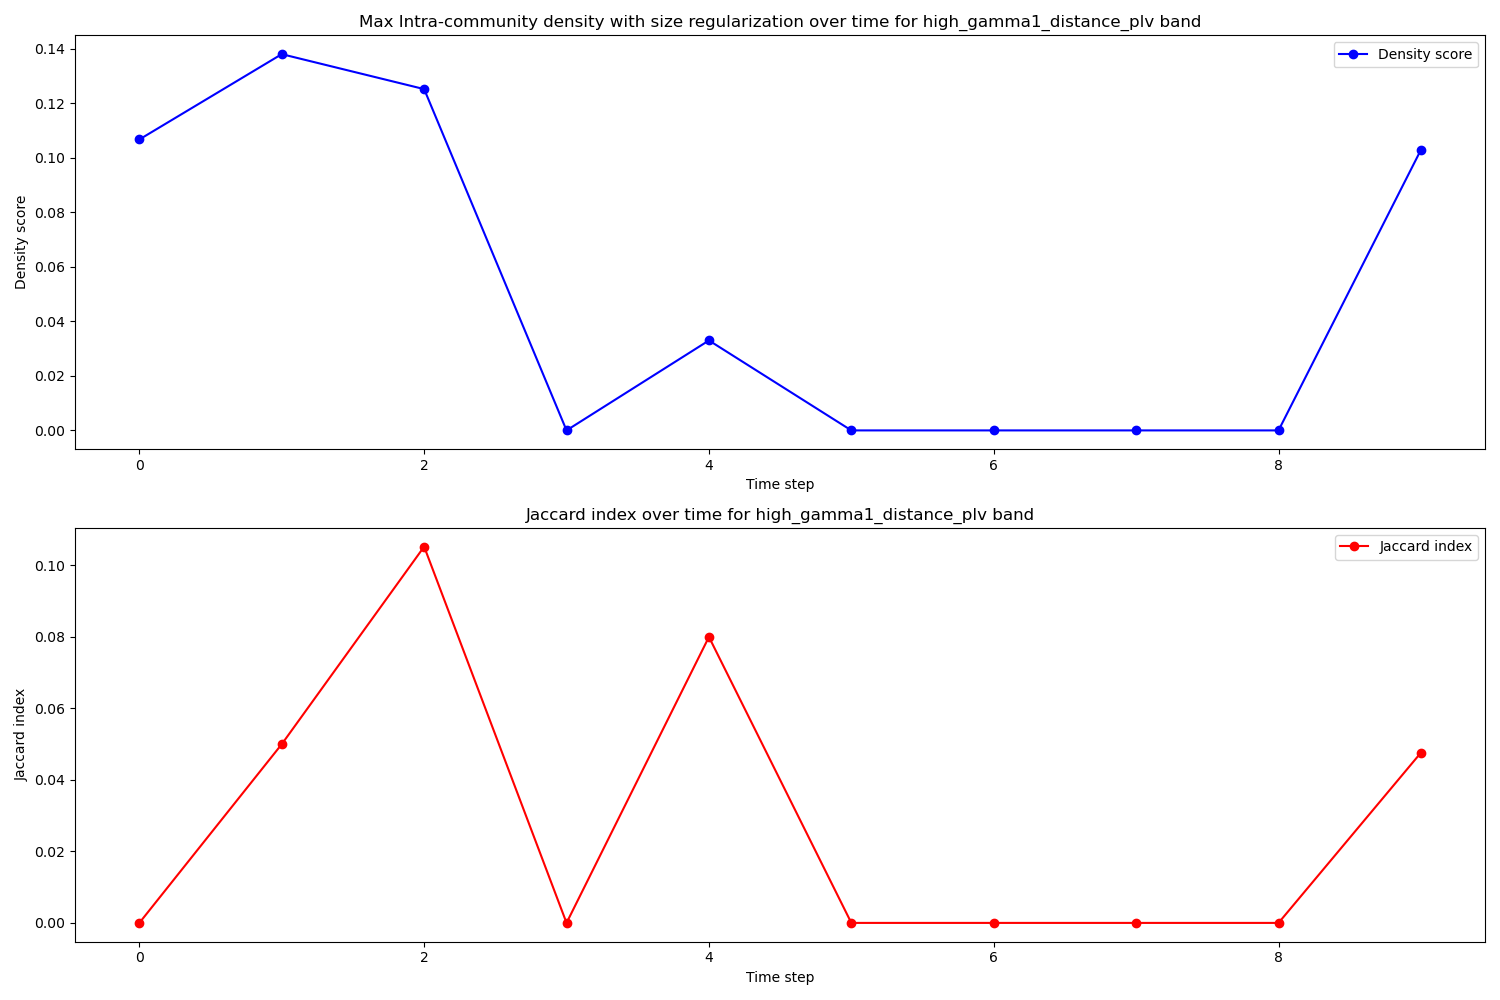 Max Intra-community density with size regularization over time for high_gamma1_distance_plv band
Density score
0.14
0.12
0.10
0.08
0.06
0.04
0.02
0.00
Density score
0 2 4 6 8
Time step
Jaccard index over time for high_gamma1_distance_plv band
Jaccard index
0.10
0.08
0.06
0.04
0.02
0.00
Jaccard index
0 2 4 6 8
Time step